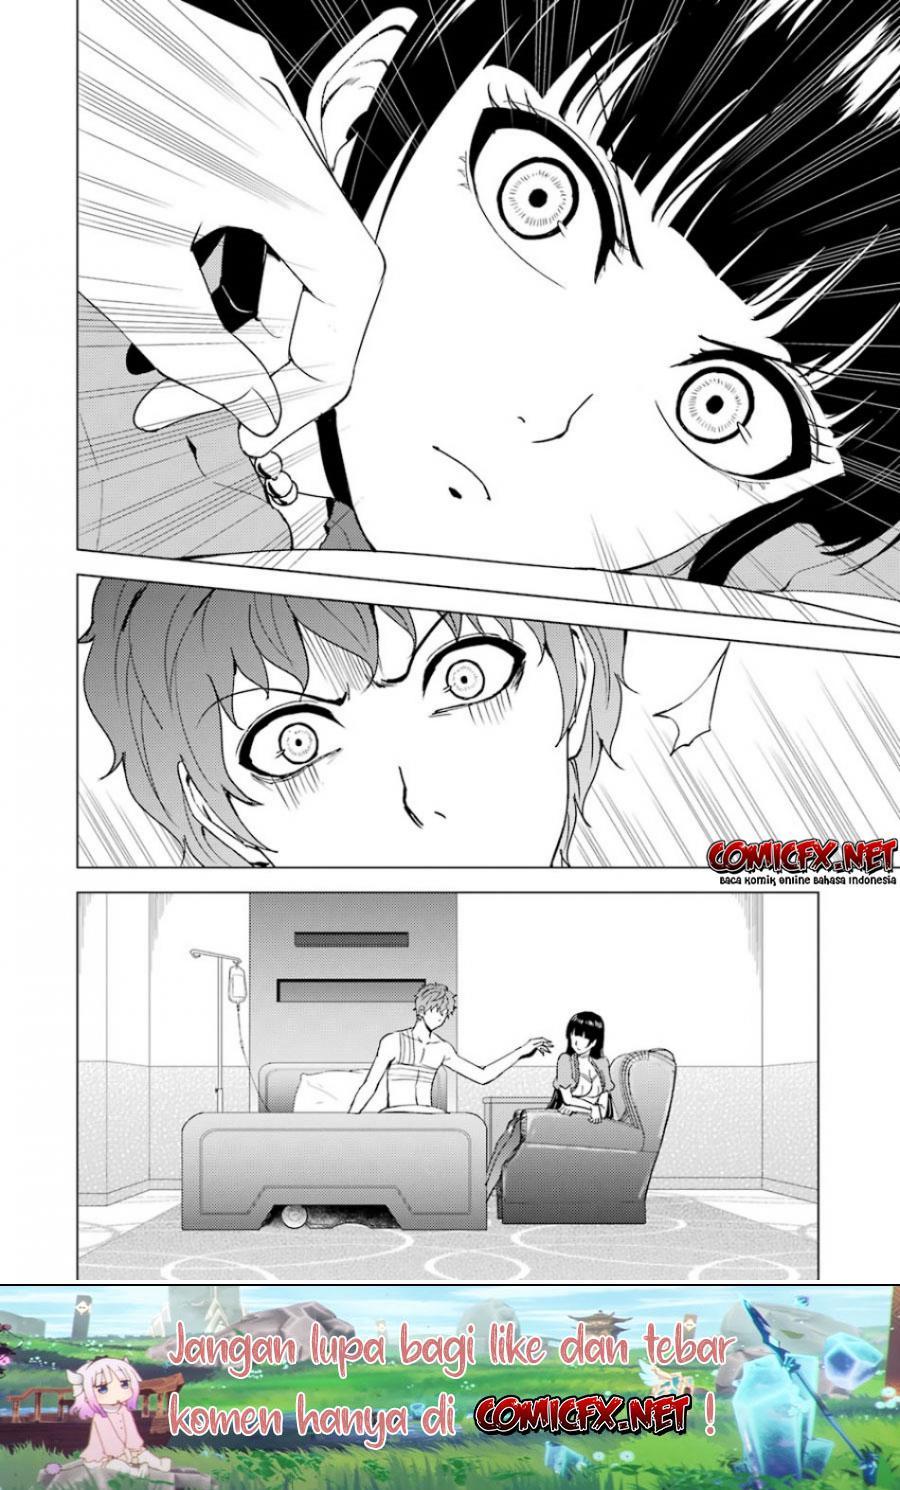 COMICFX.NET
Baca Komik Online Bahasa Indonesia
Jangan lupa bagi like dan tebar
komen hanya di COMICFX.NET !